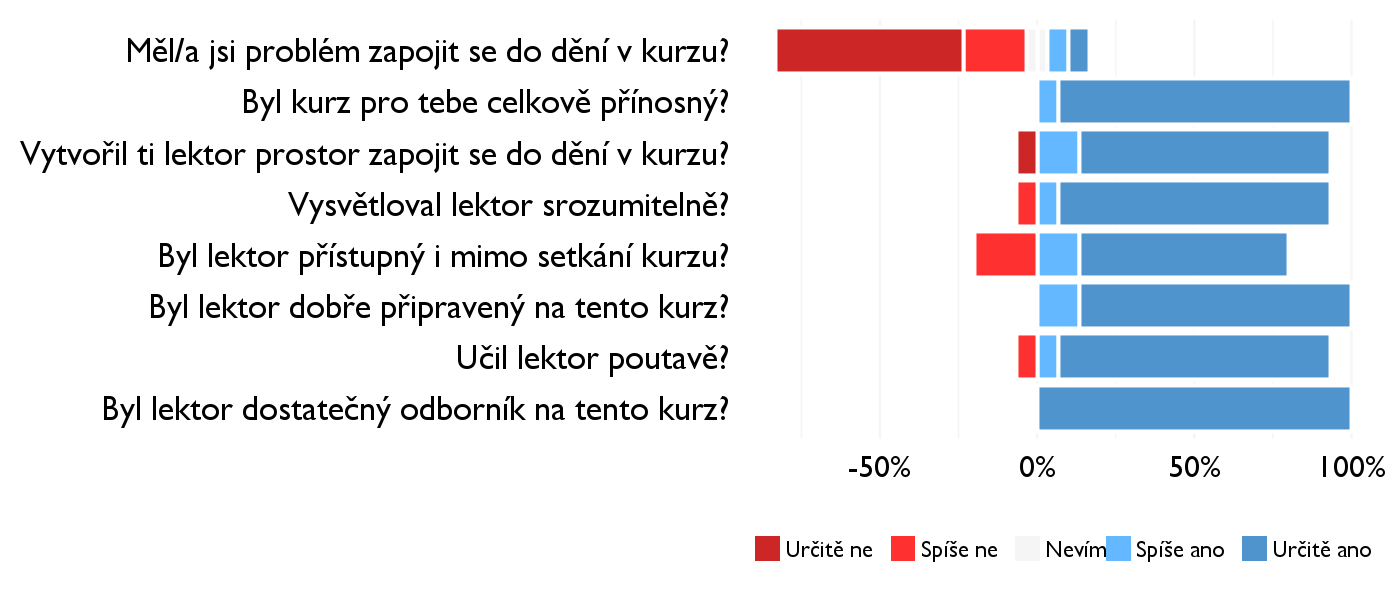 Měl/a jsi problém zapojit se do dění v kurzu?
Byl kurz pro tebe celkově přínosný?
Vytvořil ti lektor prostor zapojit se do dění v kurzu?
Vysvětloval lektor srozumitelně?
Byl lektor přístupný i mimo setkání kurzu?
Byl lektor dobře připravený na tento kurz?
Učil lektor poutavě?
Byl lektor dostatečný odborník na tento kurz?
-50% 0% 50% 100%
Určitě ne Spíše ne Nevím Spíše ano Určitě ano